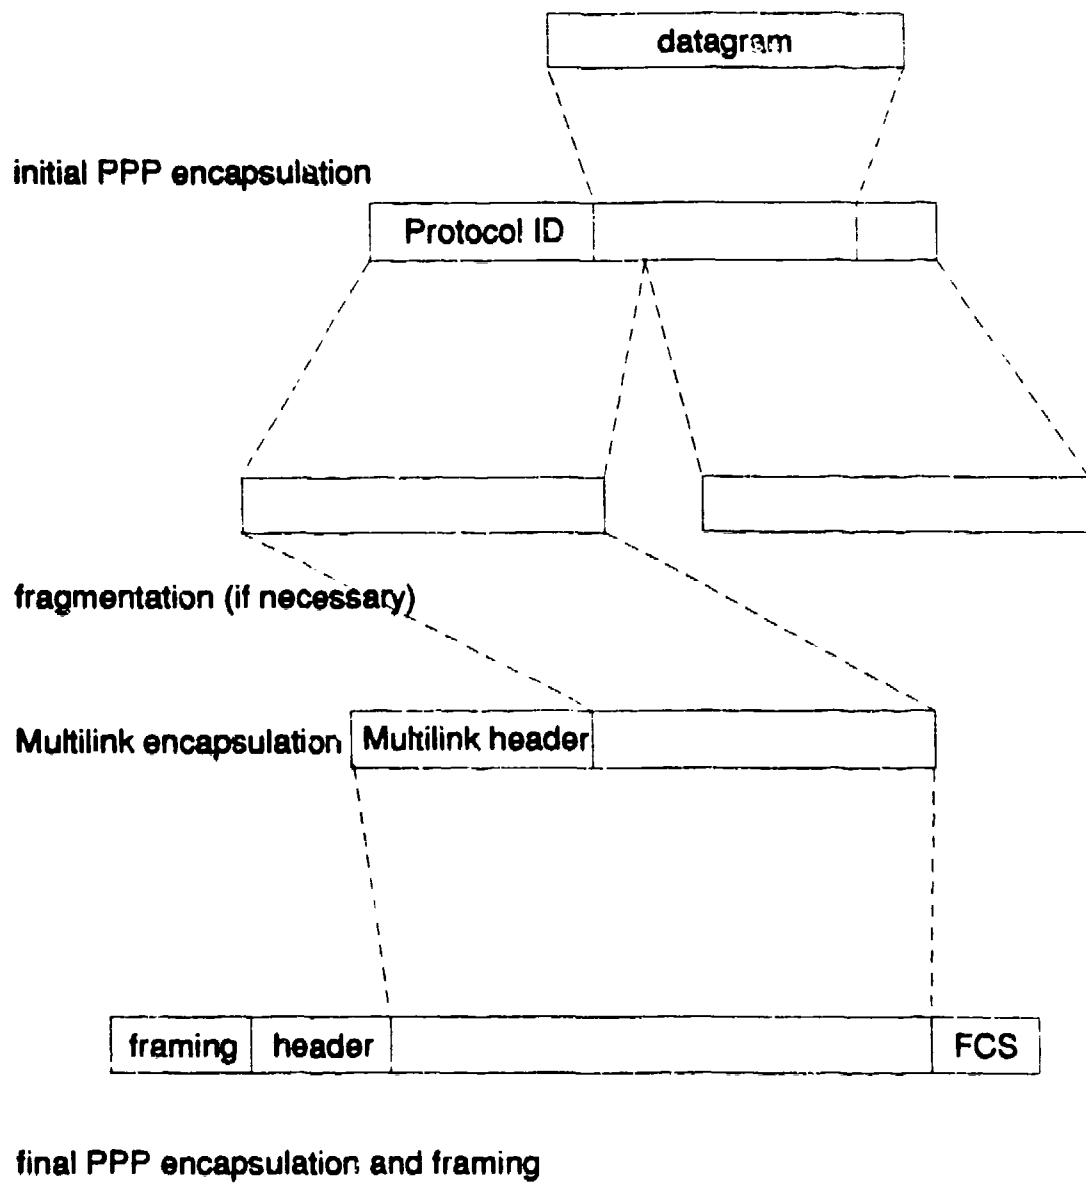 datagram
initial PPP encapsulation
Protocol ID
fragmentation (if necessary)
Multilink encapsulation
Multilink header
framing
header
FCS
final PPP encapsulation and framing